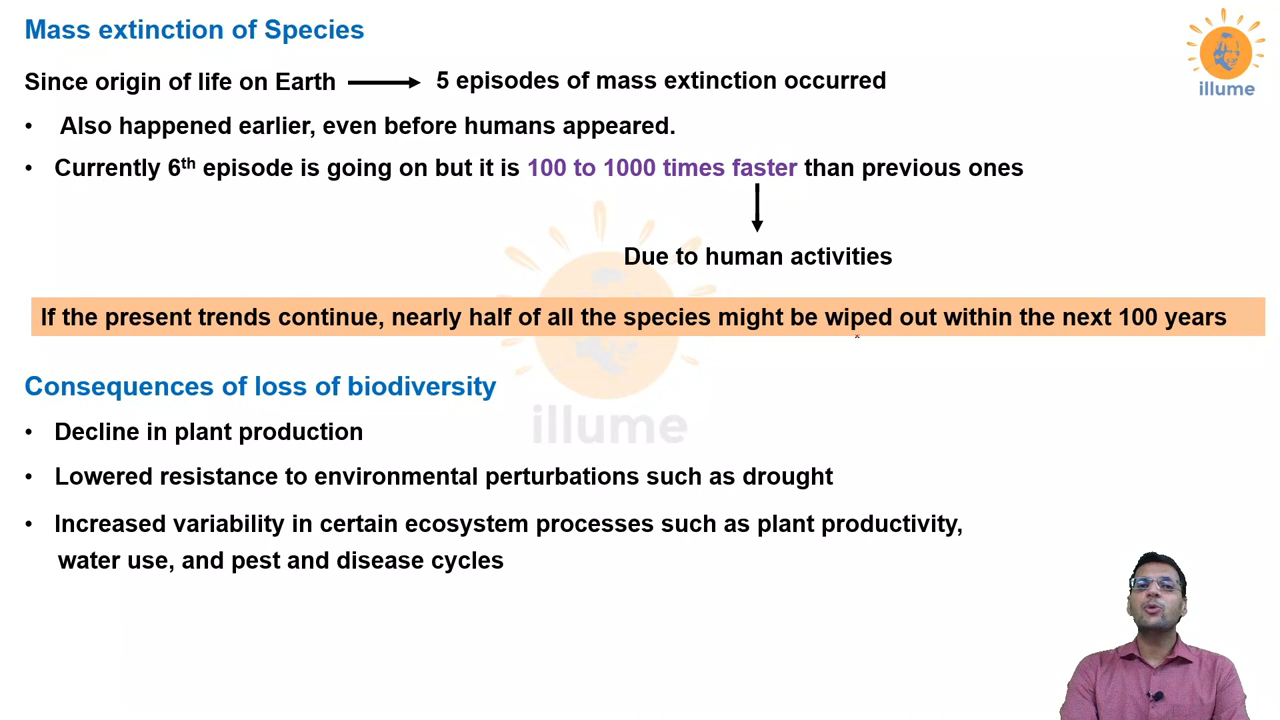 Mass extinction of Species
illume
Since origin of life on Earth 5 episodes of mass extinction occurred
• Also happened earlier, even before humans appeared.
• Currently 6th episode is going on but it is 100 to 1000 times faster than previous ones
Due to human activities
If the present trends continue, nearly half of all the species might be wiped out within the next 100 years
Consequences of loss of biodiversity
illume
• Decline in plant production
• Lowered resistance to environmental perturbations such as drought
• Increased variability in certain ecosystem processes such as plant productivity,
water use, and pest and disease cycles